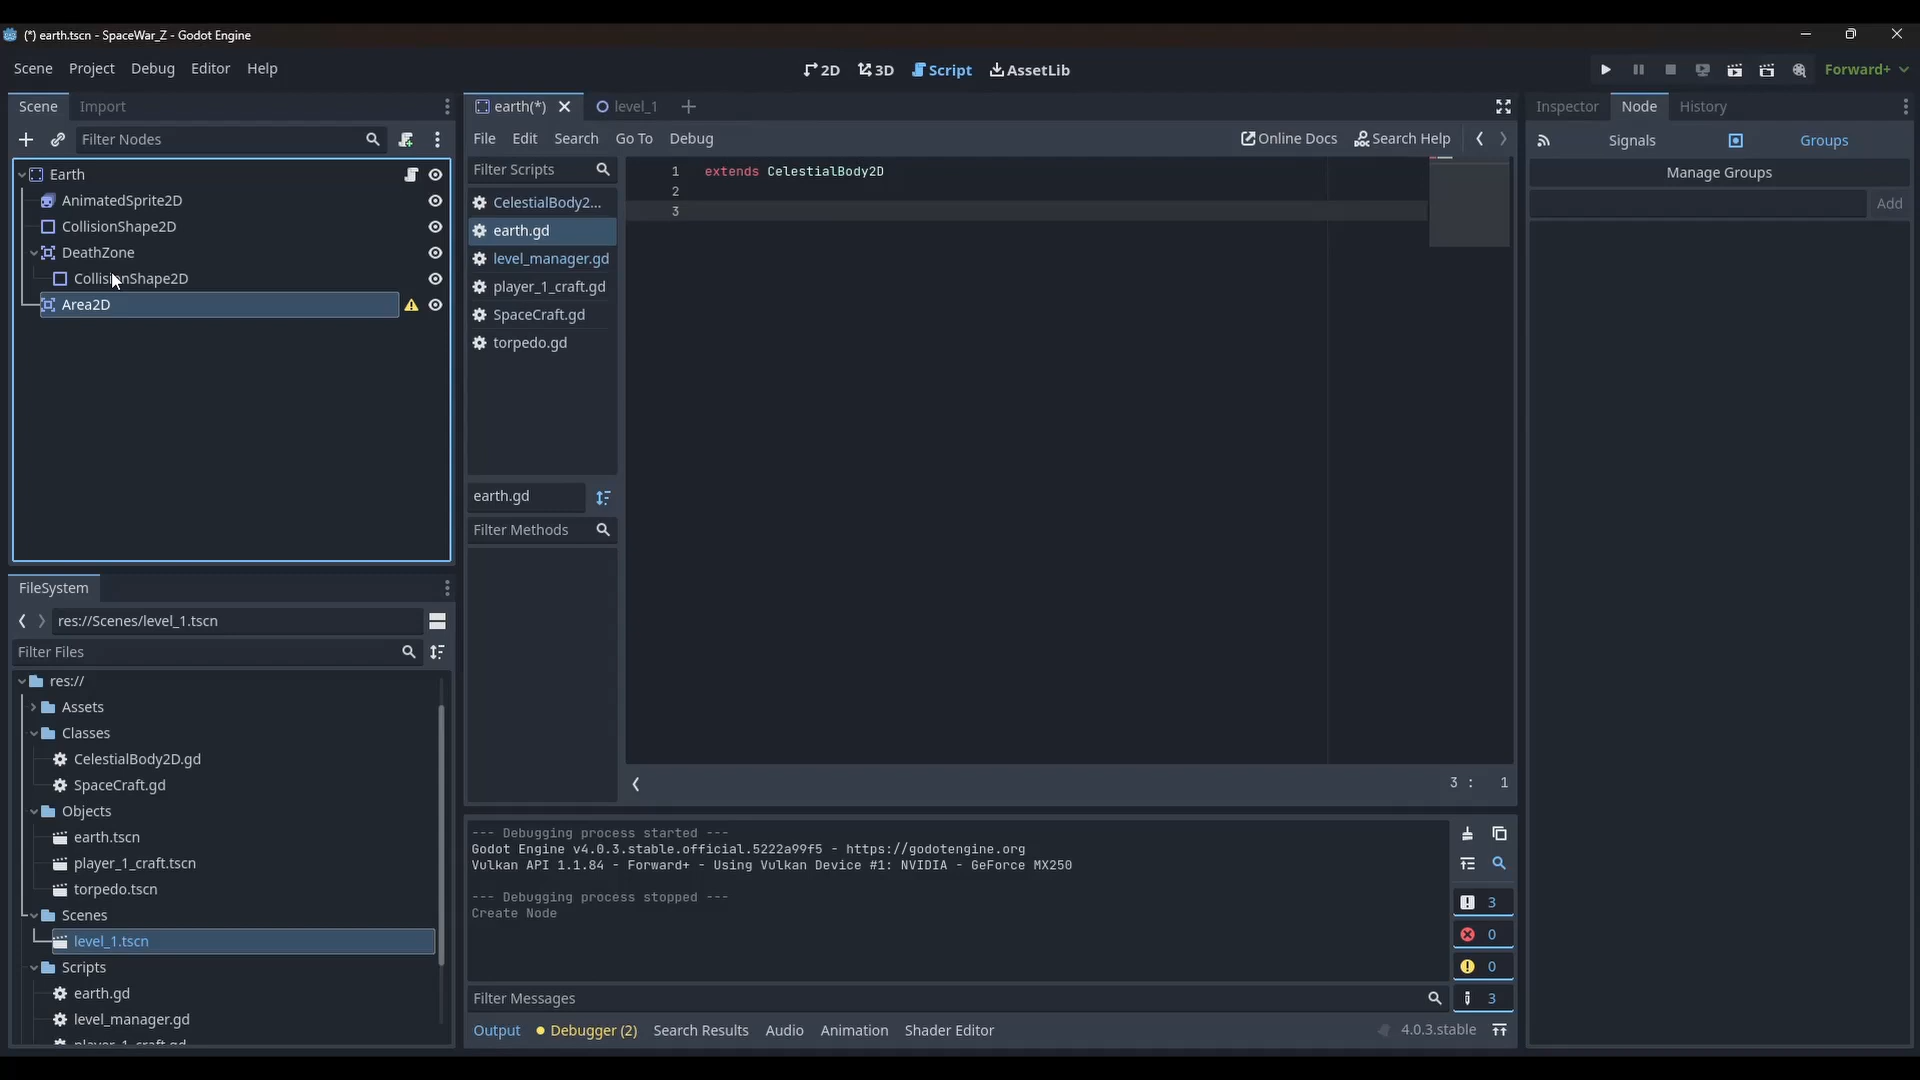 (*) earth.tscn - SpaceWar_Z - Godot Engine
Scene Project Debug Editor Help
2D 3D Script AssetLib
Forward+
Scene Import
Filter Nodes
Earth
AnimatedSprite2D
CollisionShape2D
DeathZone
CollisionShape2D
Area2D
FileSystem
res://Scenes/level_1.tscn
Filter Files
res://
Assets
Classes
CelestialBody2D.gd
SpaceCraft.gd
Objects
earth.tscn
player_1_craft.tscn
torpedo.tscn
Scenes
level_1.tscn
Scripts
earth.gd
level_manager.gd
player_1_craft.gd
earth(*) level_1
File Edit Search Go To Debug
Online Docs Search Help
Filter Scripts
CelestialBody2...
earth.gd
level_manager.gd
player_1_craft.gd
SpaceCraft.gd
torpedo.gd
earth.gd
Filter Methods
1 extends CelestialBody2D
2
3
3 : 1
--- Debugging process started ---
Godot Engine v4.0.3.stable.official.5222a99f5 - https://godotengine.org
Vulkan API 1.1.84 - Forward+ - Using Vulkan Device #1: NVIDIA - GeForce MX250
--- Debugging process stopped ---
Create Node
3
0
0
3
Filter Messages
Output Debugger (2) Search Results Audio Animation Shader Editor
4.0.3.stable
Inspector Node History
Signals Groups
Manage Groups
Add